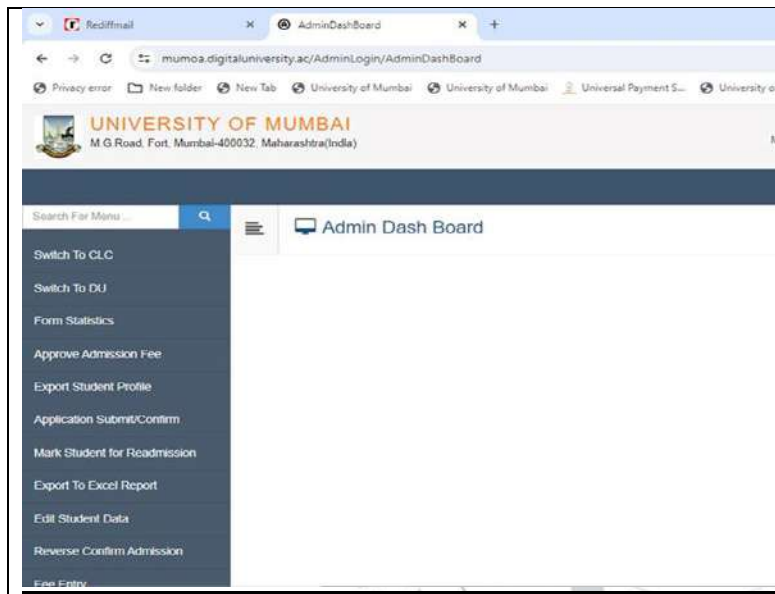 Rediffmail
AdminDashBoard
mumoa.digitaluniversity.ac/AdminLogin/AdminDashBoard
Privacy error New folder New Tab University of Mumbai University of Mumbai Universal Payment S... University o
UNIVERSITY OF MUMBAI
M.G.Road, Fort, Mumbai-400032, Maharashtra(India)
Search For Menu ...
Admin Dash Board
Switch To CLC
Switch To DU
Form Statistics
Approve Admission Fee
Export Student Profile
Application Submit/Confirm
Mark Student for Readmission
Export To Excel Report
Edit Student Data
Reverse Confirm Admission
Fee Entry